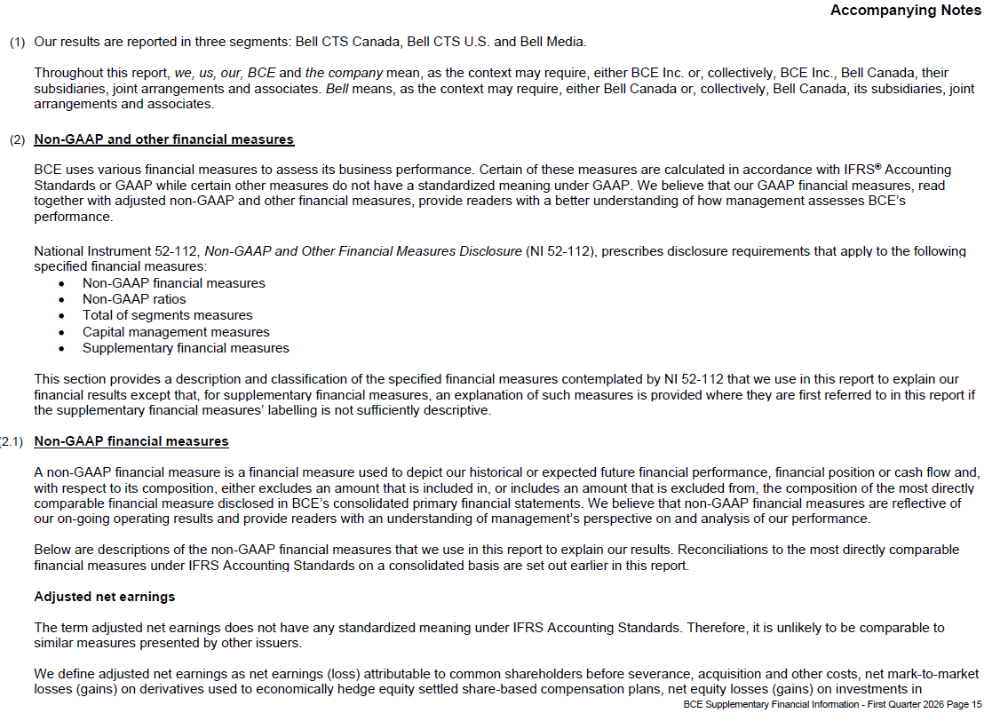 Accompanying Notes
(1) Our results are reported in three segments: Bell CTS Canada, Bell CTS U.S. and Bell Media.
Throughout this report, we, us, our, BCE and the company mean, as the context may require, either BCE Inc. or, collectively, BCE Inc., Bell Canada, their
subsidiaries, joint arrangements and associates. Bell means, as the context may require, either Bell Canada or, collectively, Bell Canada, its subsidiaries, joint
arrangements and associates.
(2) Non-GAAP and other financial measures
BCE uses various financial measures to assess its business performance. Certain of these measures are calculated in accordance with IFRS® Accounting
Standards or GAAP while certain other measures do not have a standardized meaning under GAAP. We believe that our GAAP financial measures, read
together with adjusted non-GAAP and other financial measures, provide readers with a better understanding of how management assesses BCE's
performance.
National Instrument 52-112, Non-GAAP and Other Financial Measures Disclosure (NI 52-112), prescribes disclosure requirements that apply to the following
specified financial measures:
• Non-GAAP financial measures
• Non-GAAP ratios
• Total of segments measures
• Capital management measures
• Supplementary financial measures
This section provides a description and classification of the specified financial measures contemplated by NI 52-112 that we use in this report to explain our
financial results except that, for supplementary financial measures, an explanation of such measures is provided where they are first referred to in this report if
the supplementary financial measures' labelling is not sufficiently descriptive.
(2.1) Non-GAAP financial measures
A non-GAAP financial measure is a financial measure used to depict our historical or expected future financial performance, financial position or cash flow and,
with respect to its composition, either excludes an amount that is included in, or includes an amount that is excluded from, the composition of the most directly
comparable financial measure disclosed in BCE's consolidated primary financial statements. We believe that non-GAAP financial measures are reflective of
our on-going operating results and provide readers with an understanding of management's perspective on and analysis of our performance.
Below are descriptions of the non-GAAP financial measures that we use in this report to explain our results. Reconciliations to the most directly comparable
financial measures under IFRS Accounting Standards on a consolidated basis are set out earlier in this report.
Adjusted net earnings
The term adjusted net earnings does not have any standardized meaning under IFRS Accounting Standards. Therefore, it is unlikely to be comparable to
similar measures presented by other issuers.
We define adjusted net earnings as net earnings (loss) attributable to common shareholders before severance, acquisition and other costs, net mark-to-market
losses (gains) on derivatives used to economically hedge equity settled share-based compensation plans, net equity losses (gains) on investments in
BCE Supplementary Financial Information - First Quarter 2026 Page 15